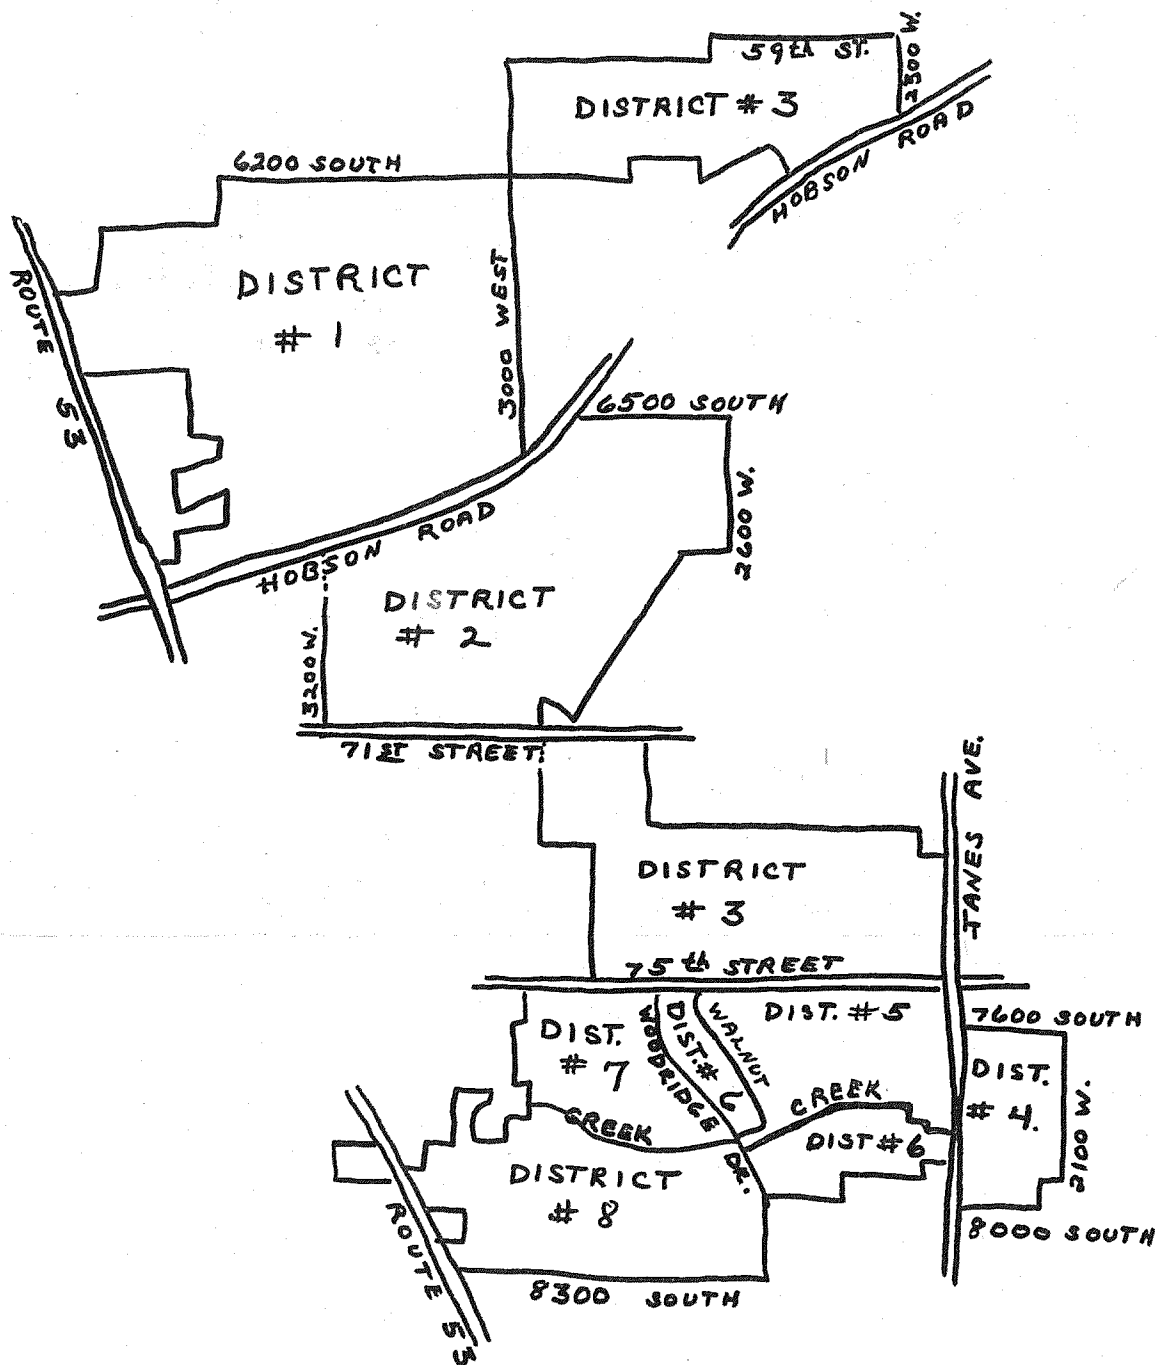 59th ST.
2500 W.
DISTRICT # 3
HOBSON ROAD
6200 SOUTH
DISTRICT
# 1
ROUTE 53
3000 WEST
6500 SOUTH
2600 W.
HOBSON ROAD
DISTRICT
# 2
3200 W.
71ST STREET
JANES AVE.
DISTRICT
# 3
75th STREET
DIST. # 5
7600 SOUTH
DIST.
# 7
WOODRIDGE DR.
DIST. # 6
WALNUT
CREEK
CREEK
DIST # 6
DIST.
# 4.
2100 W.
DISTRICT
# 8
8000 SOUTH
ROUTE 53
8300 SOUTH